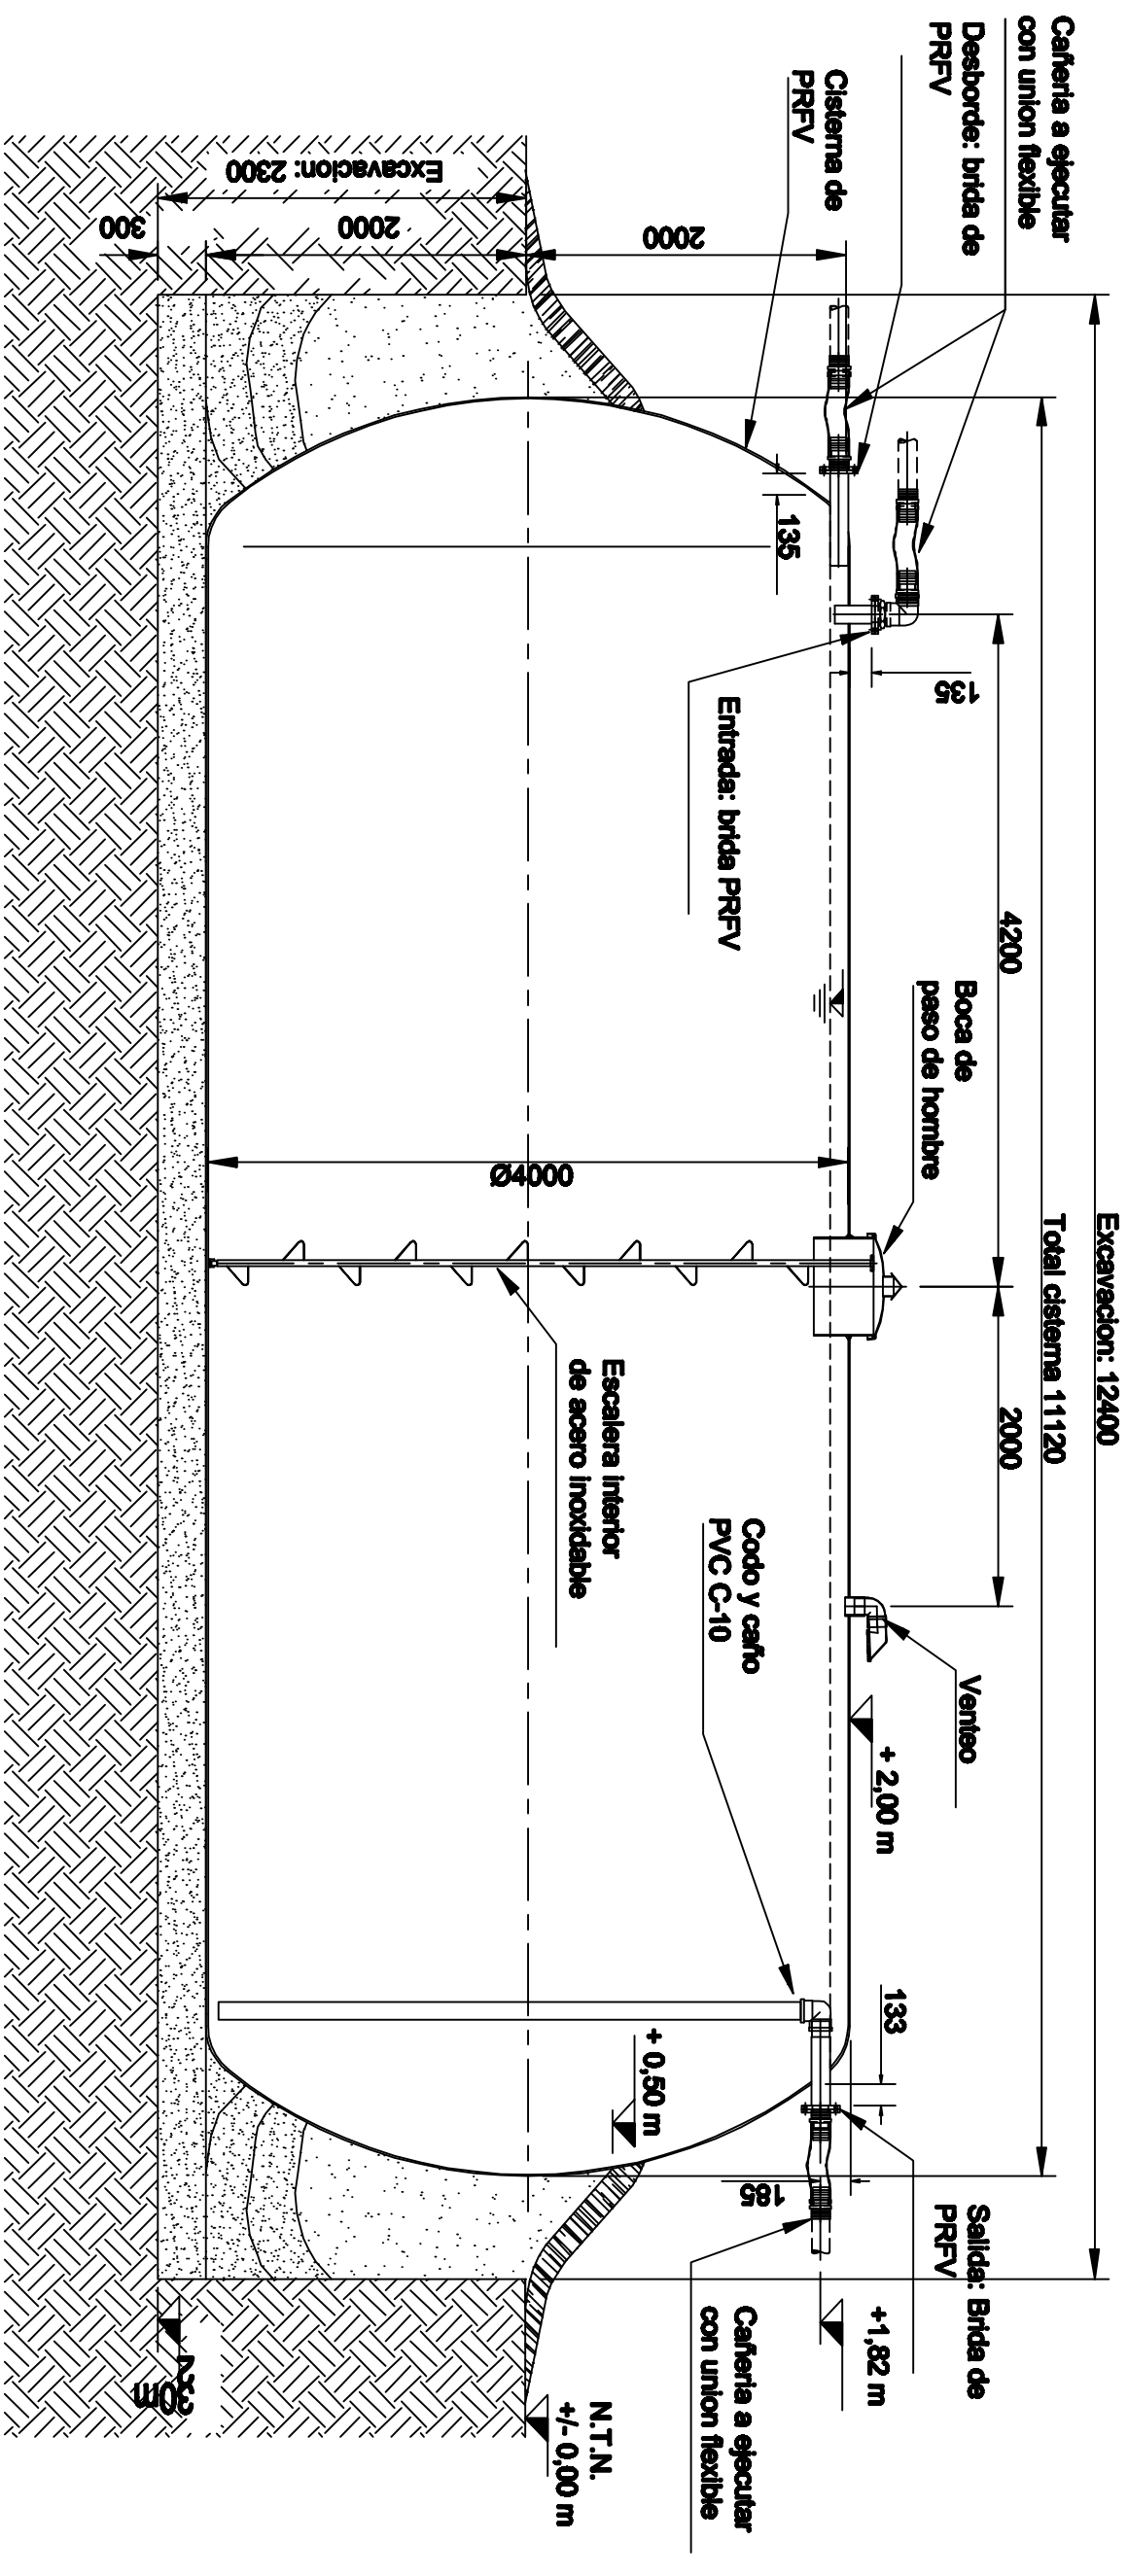 Excavacion: 12400
Total cisterna 11120
4200
2000
Cañeria a ejecutar
con union flexible
Desborde: brida de
PRFV
Cisterna de
PRFV
135
135
Entrada: brida PRFV
Boca de
paso de hombre
Venteo
+ 2,00 m
133
Salida: Brida de
PRFV
+1,82 m
185
Cañeria a ejecutar
con union flexible
Codo y caño
PVC C-10
+ 0,50 m
Escalera interior
de acero inoxidable
Ø4000
2000
2000
300
Excavacion: 2300
N.T.N.
+/- 0,00 m